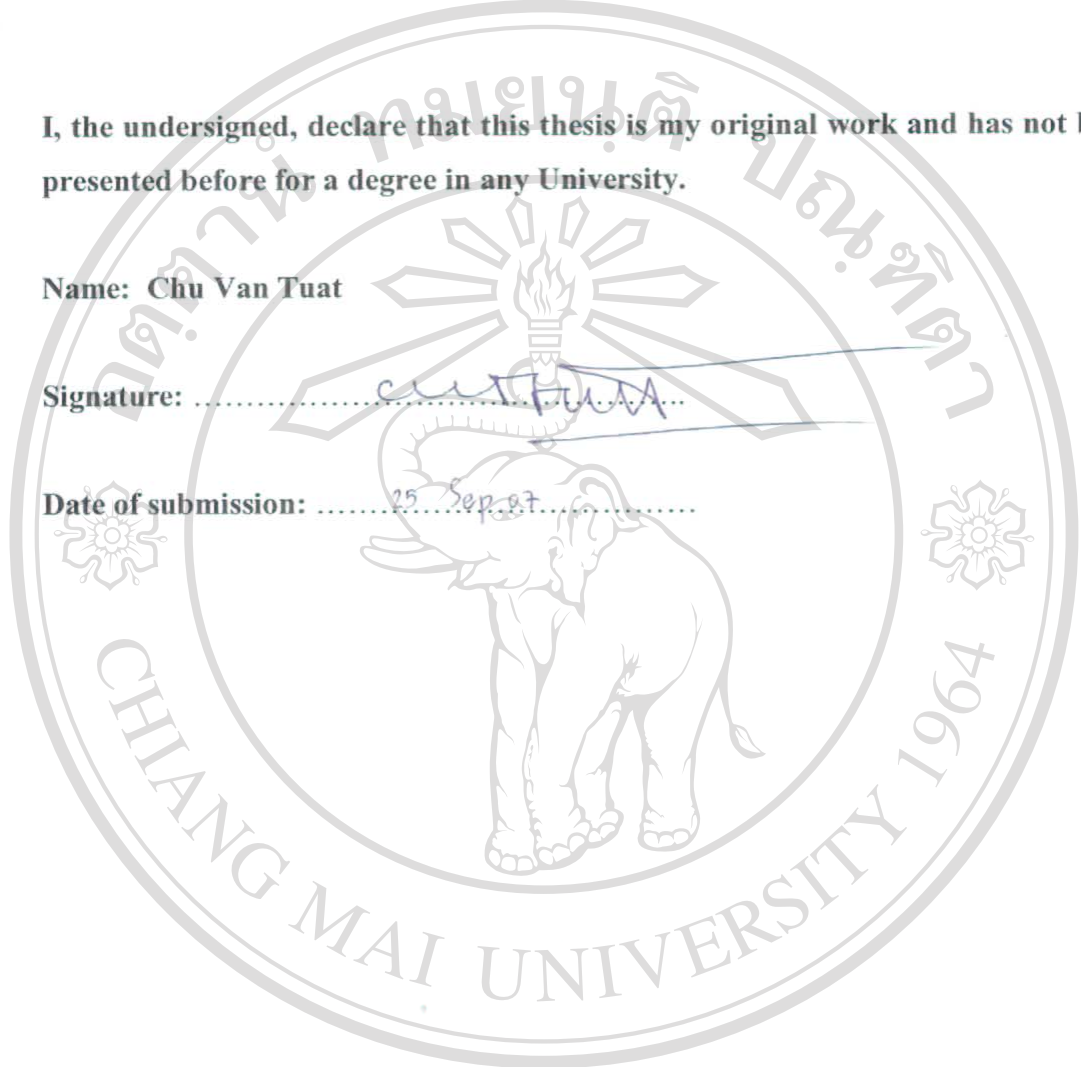 I, the undersigned, declare that this thesis is my original work and has not
presented before for a degree in any University.
Name: Chu Van Tuat
Signature: ......................................................
Date of submission: ......25 Sep.07................
CHIANG MAI UNIVERSITY 1964